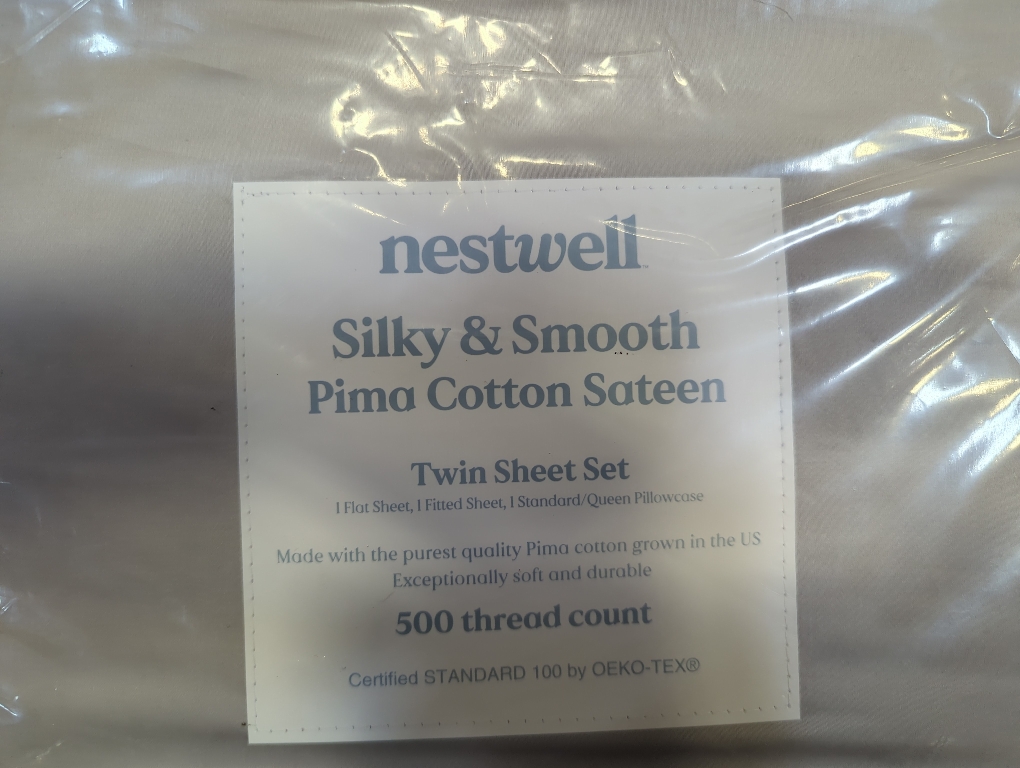 nestwell™
Silky & Smooth
Pima Cotton Sateen
Twin Sheet Set
1 Flat Sheet, 1 Fitted Sheet, 1 Standard/Queen Pillowcase
Made with the purest quality Pima cotton grown in the US
Exceptionally soft and durable
500 thread count
Certified STANDARD 100 by OEKO-TEX®